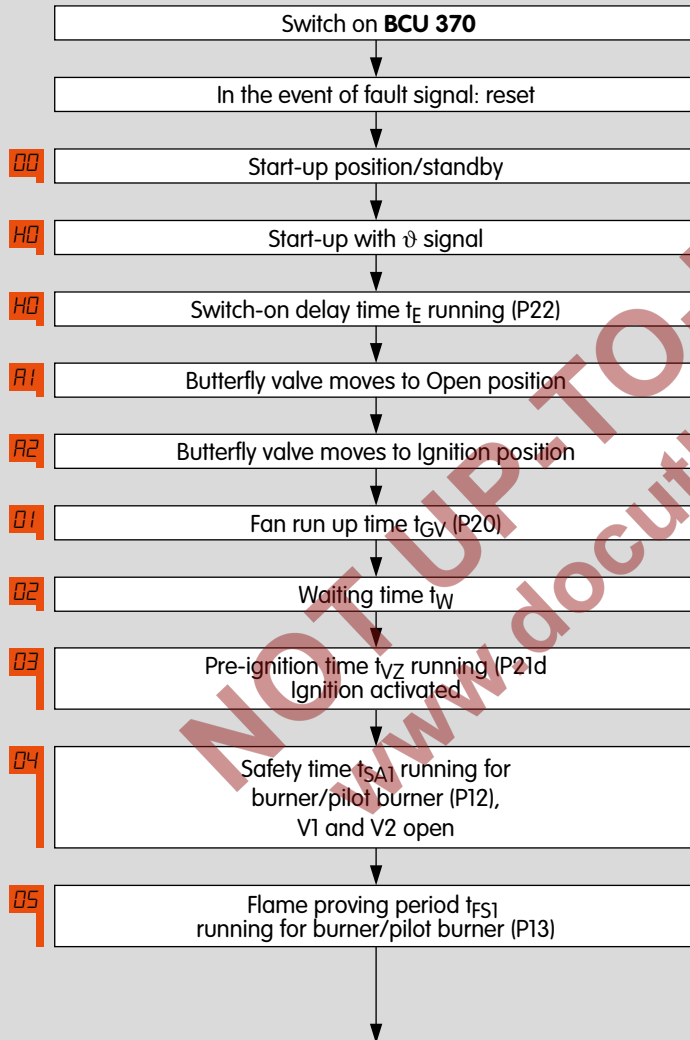 Switch on BCU 370
In the event of fault signal: reset
00
Start-up position/standby
H0
Start-up with ϑ signal
H0
Switch-on delay time tE running (P22)
A1
Butterfly valve moves to Open position
A2
Butterfly valve moves to Ignition position
01
Fan run up time tGV (P20)
02
Waiting time tW
03
Pre-ignition time tVZ running (P21d
Ignition activated
04
Safety time tSA1 running for
burner/pilot burner (P12),
V1 and V2 open
05
Flame proving period tFS1
running for burner/pilot burner (P13)
NOT UP-TO-
www.docut